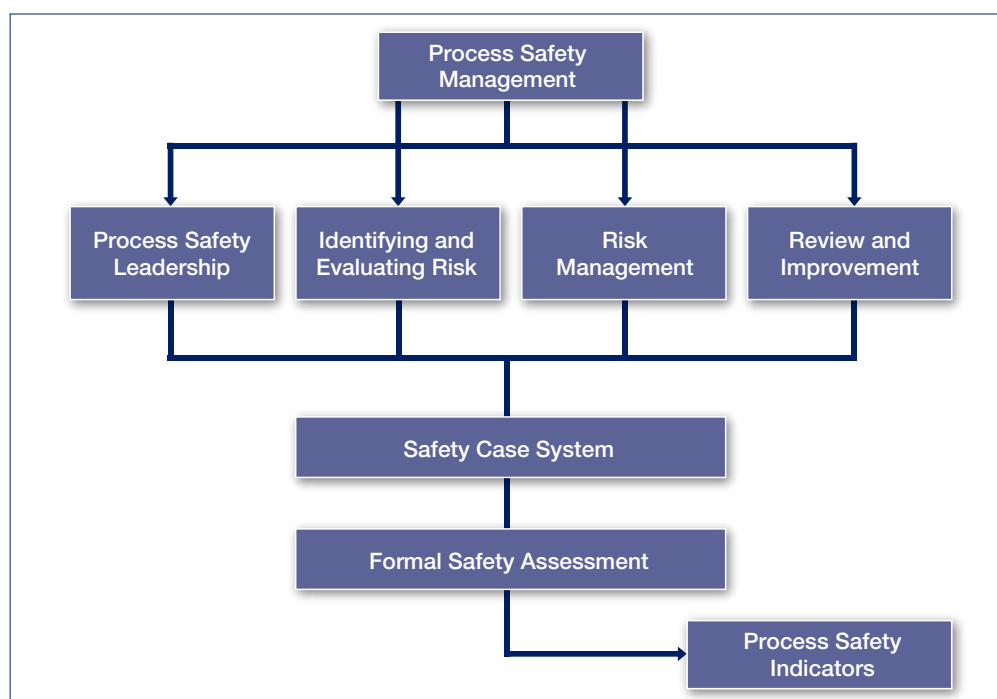 Process Safety
Management
Process Safety
Leadership
Identifying and
Evaluating Risk
Risk
Management
Review and
Improvement
Safety Case System
Formal Safety Assessment
Process Safety
Indicators